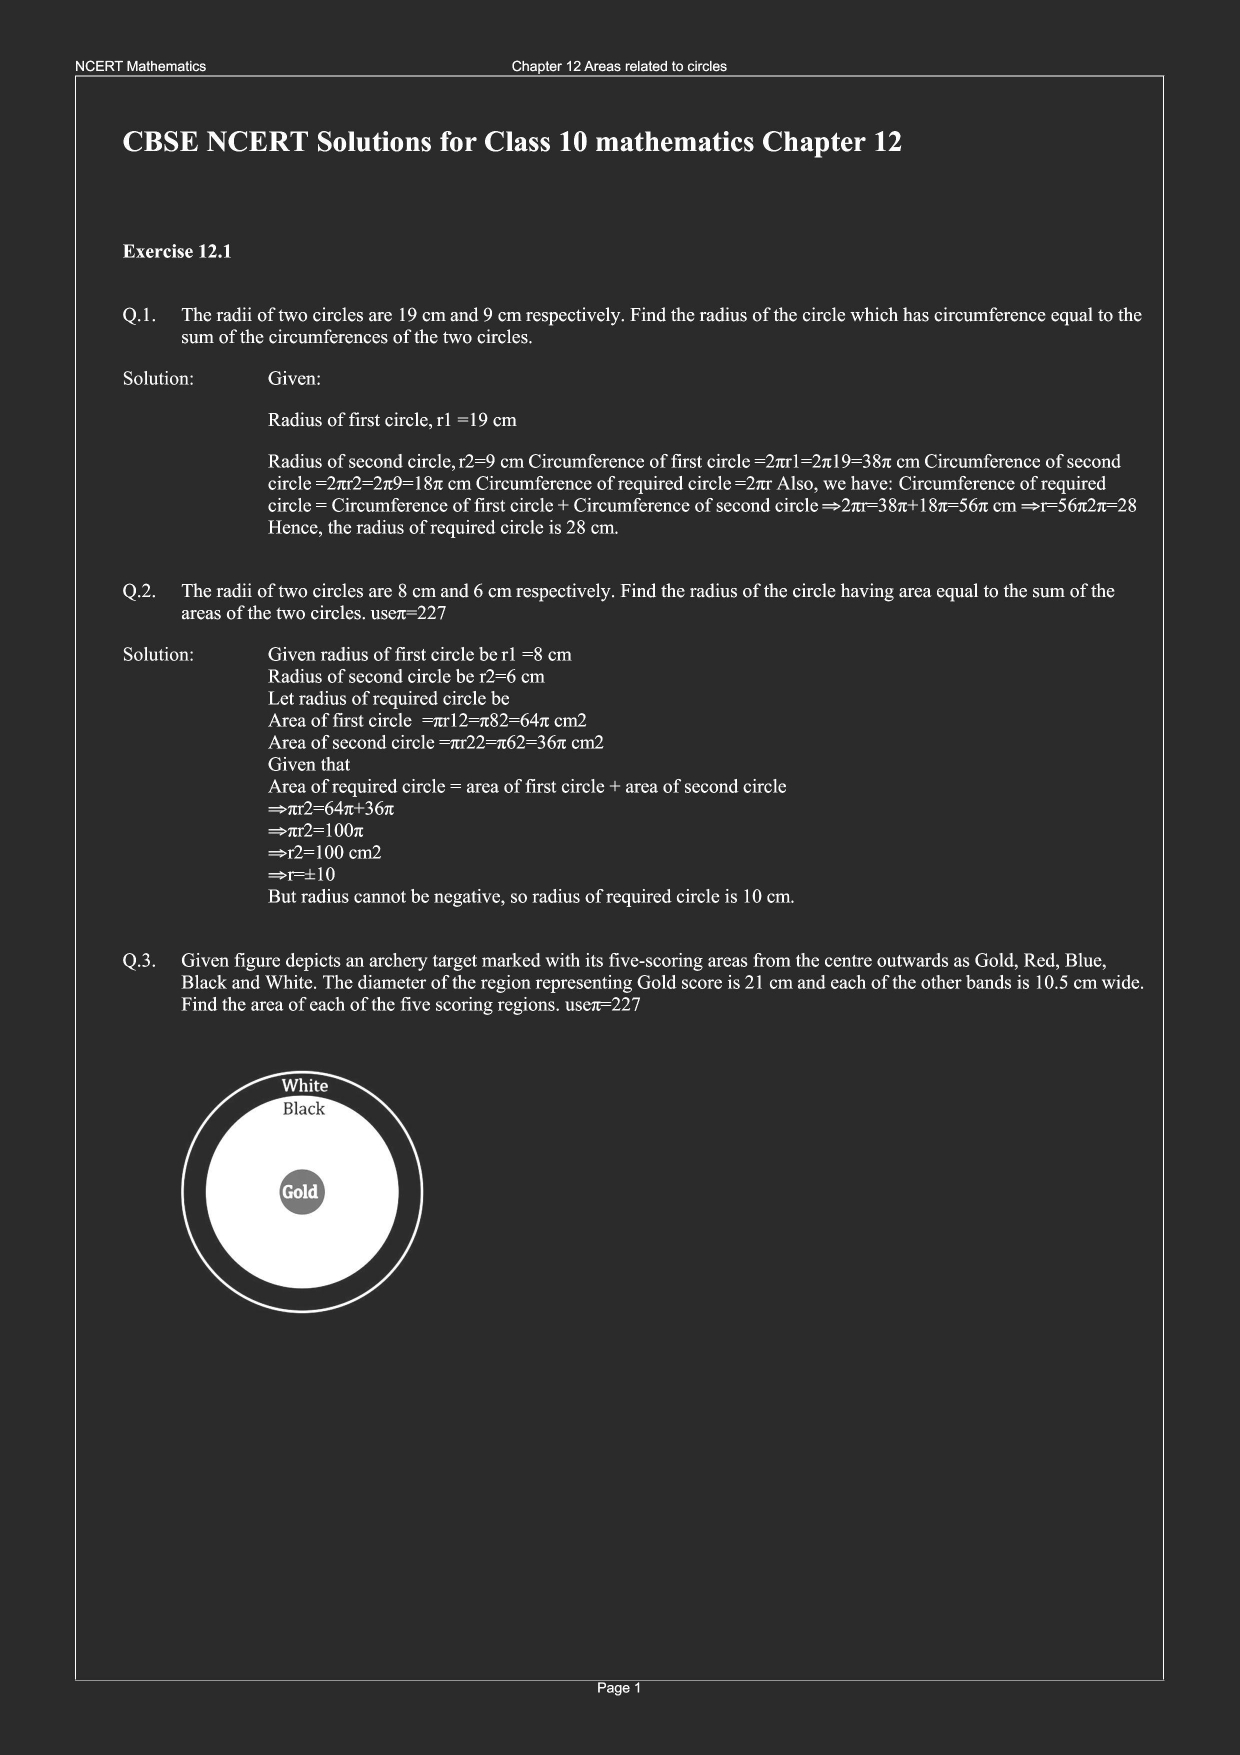 NCERT Mathematics Chapter 12 Areas related to circles
CBSE NCERT Solutions for Class 10 mathematics Chapter 12
Exercise 12.1
Q.1. The radii of two circles are 19 cm and 9 cm respectively. Find the radius of the circle which has circumference equal to the
sum of the circumferences of the two circles.
Solution: Given:
Radius of first circle, r1 =19 cm
Radius of second circle, r2=9 cm Circumference of first circle =2πr1=2π19=38π cm Circumference of second
circle =2πr2=2π9=18π cm Circumference of required circle =2πr Also, we have: Circumference of required
circle = Circumference of first circle + Circumference of second circle ⇒2πr=38π+18π=56π cm ⇒r=56π2π=28
Hence, the radius of required circle is 28 cm.
Q.2. The radii of two circles are 8 cm and 6 cm respectively. Find the radius of the circle having area equal to the sum of the
areas of the two circles. useπ=227
Solution: Given radius of first circle be r1 =8 cm
Radius of second circle be r2=6 cm
Let radius of required circle be
Area of first circle =πr12=π82=64π cm2
Area of second circle =πr22=π62=36π cm2
Given that
Area of required circle = area of first circle + area of second circle
⇒πr2=64π+36π
⇒πr2=100π
⇒r2=100 cm2
⇒r=±10
But radius cannot be negative, so radius of required circle is 10 cm.
Q.3. Given figure depicts an archery target marked with its five-scoring areas from the centre outwards as Gold, Red, Blue,
Black and White. The diameter of the region representing Gold score is 21 cm and each of the other bands is 10.5 cm wide.
Find the area of each of the five scoring regions. useπ=227
White
Black
Gold
Page 1